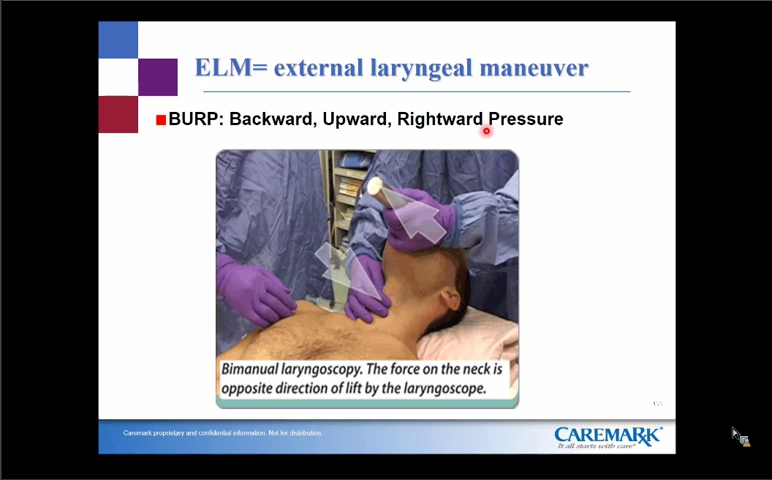 ELM= external laryngeal maneuver
BURP: Backward, Upward, Rightward Pressure
Bimanual laryngoscopy. The force on the neck is
opposite direction of lift by the laryngoscope.
Caremark proprietary and confidential information. Not for distribution.
CAREMARK
It all starts with care